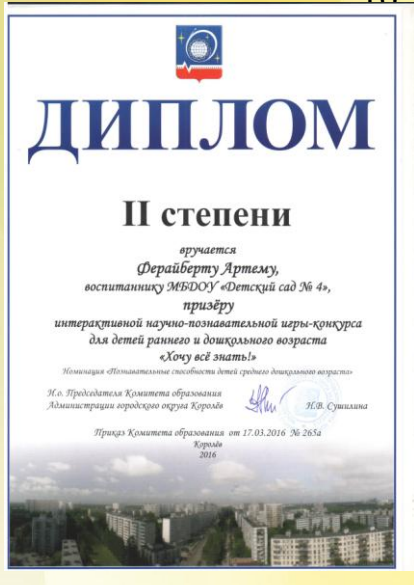 ДИПЛОМ
II степени
вручается
Ферайберту Артему,
воспитаннику МБДОУ «Детский сад № 4»,
призёру
интерактивной научно-познавательной игры-конкурса
для детей раннего и дошкольного возраста
«Хочу всё знать!»
Номинация «Познавательные способности детей среднего дошкольного возраста»
И.о. Председателя Комитета образования
Администрации городского округа Королёв
Н.В. Сушилина
Приказ Комитета образования от 17.03.2016 № 265а
Королёв
2016